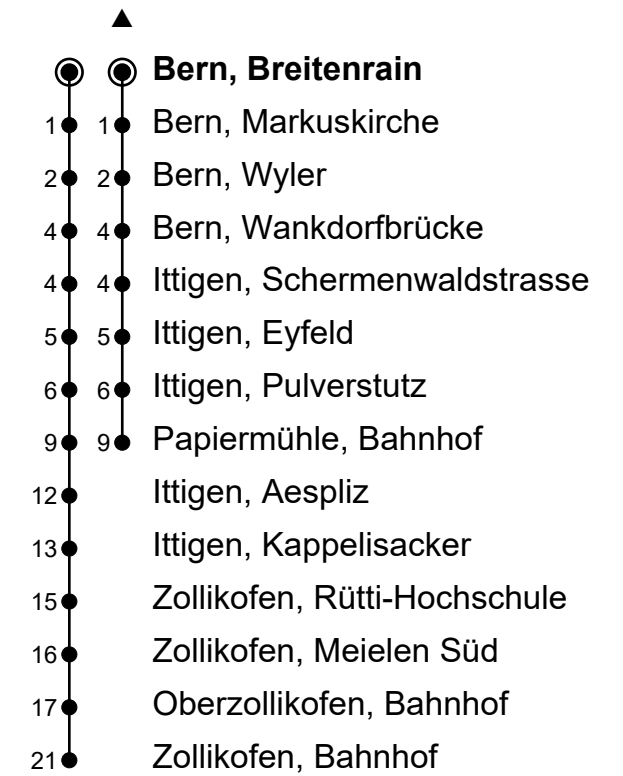 ▲
Bern, Breitenrain
1 1 Bern, Markuskirche
2 2 Bern, Wyler
4 4 Bern, Wankdorfbrücke
4 4 Ittigen, Schermenwaldstrasse
5 5 Ittigen, Eyfeld
6 6 Ittigen, Pulverstutz
9 9 Papiermühle, Bahnhof
12 Ittigen, Aespliz
13 Ittigen, Kappelisacker
15 Zollikofen, Rütti-Hochschule
16 Zollikofen, Meielen Süd
17 Oberzollikofen, Bahnhof
21 Zollikofen, Bahnhof